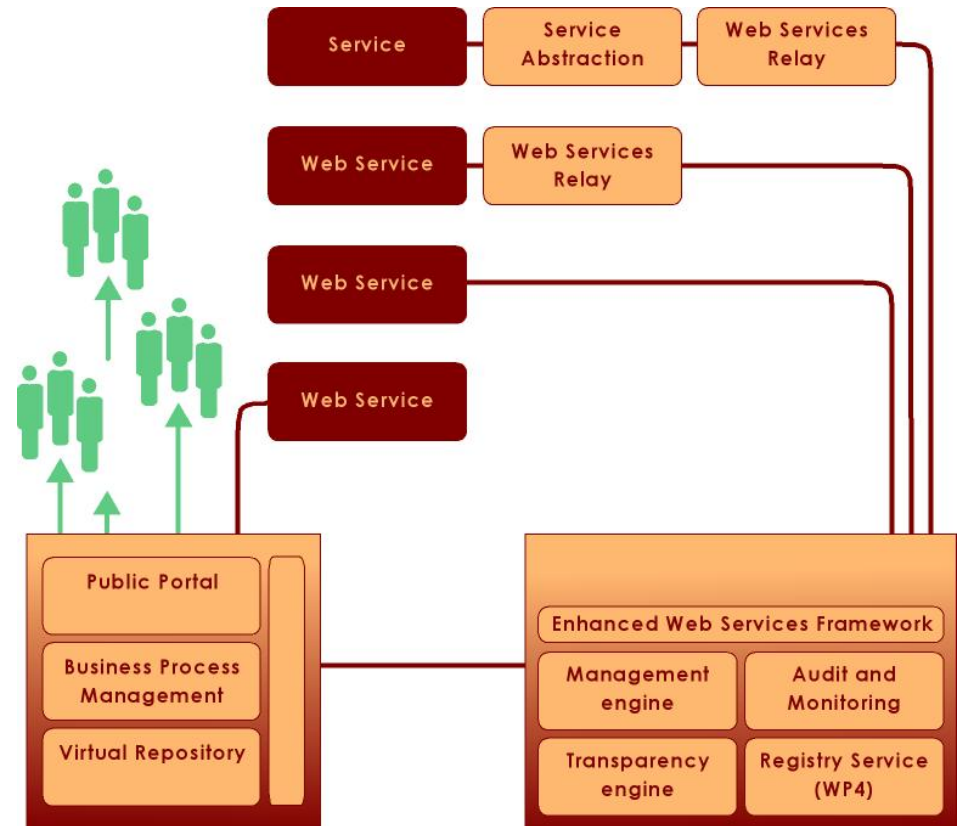 Service
Service
Abstraction
Web Services
Relay
Web Service
Web Services
Relay
Web Service
Web Service
Public Portal
Business Process
Management
Virtual Repository
Enhanced Web Services Framework
Management
engine
Audit and
Monitoring
Transparency
engine
Registry Service
(WP4)